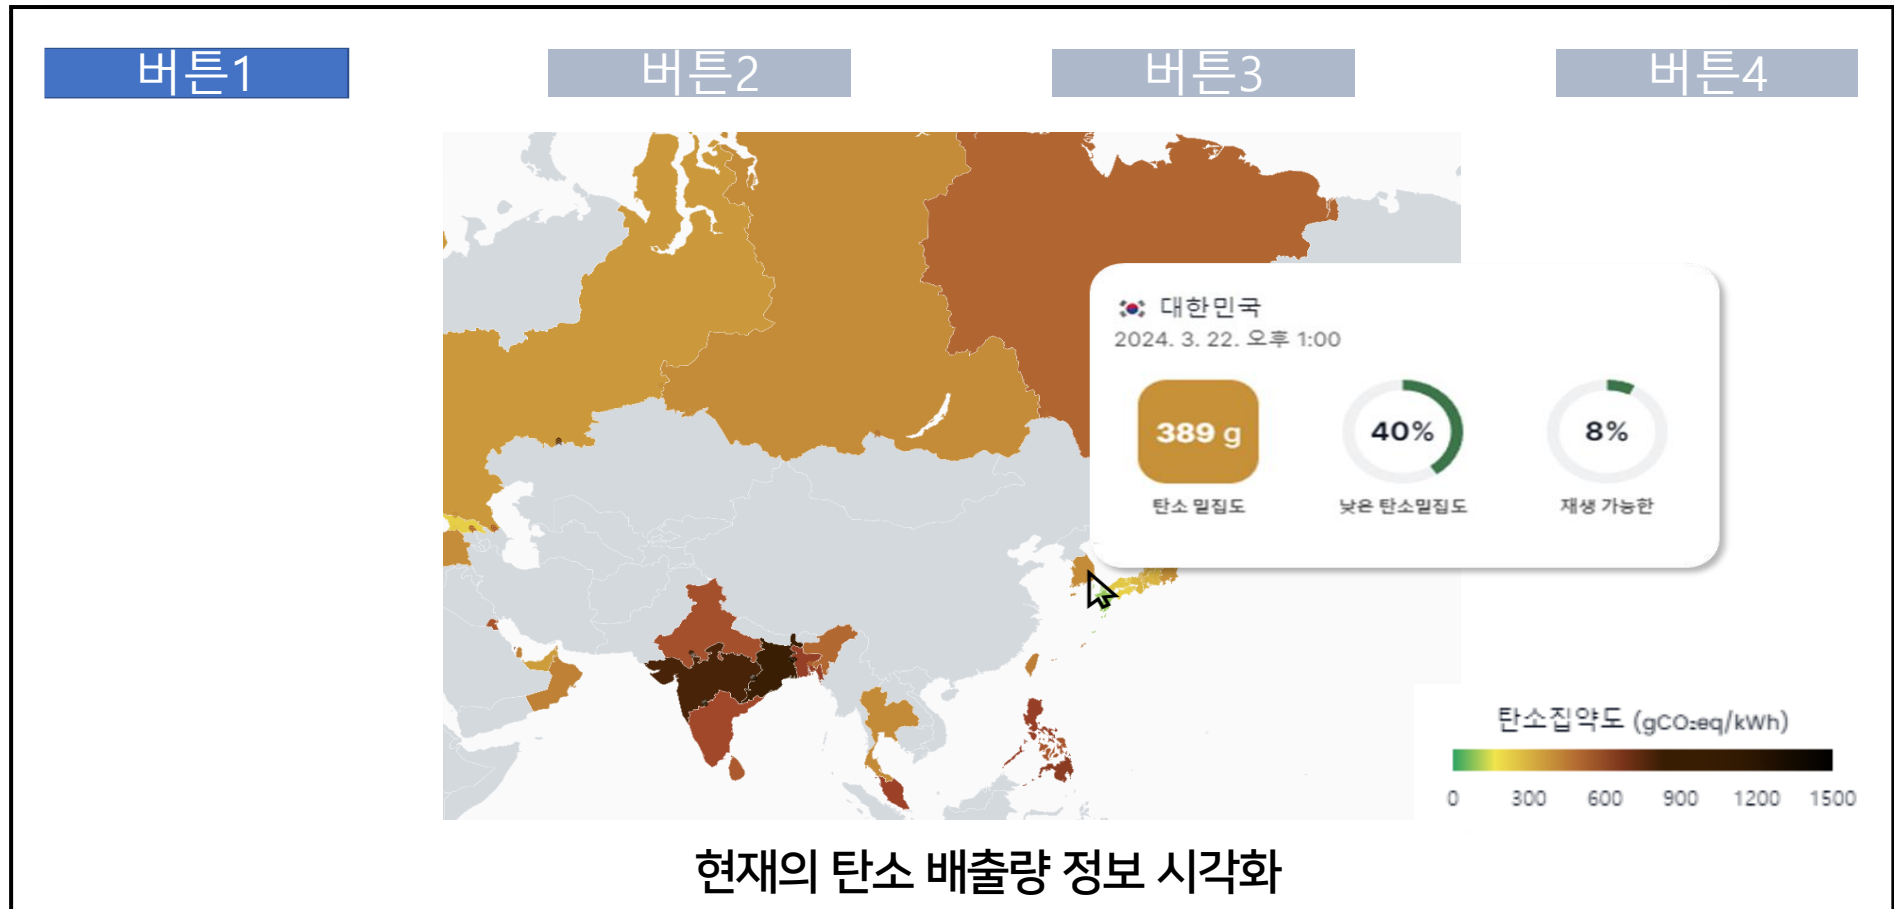 버튼1
버튼2
버튼3
버튼4
대한민국
2024. 3. 22. 오후 1:00
389 g
40%
8%
탄소 밀집도
낮은 탄소밀집도
재생 가능한
탄소집약도 (gCO₂eq/kWh)
0 300 600 900 1200 1500
현재의 탄소 배출량 정보 시각화